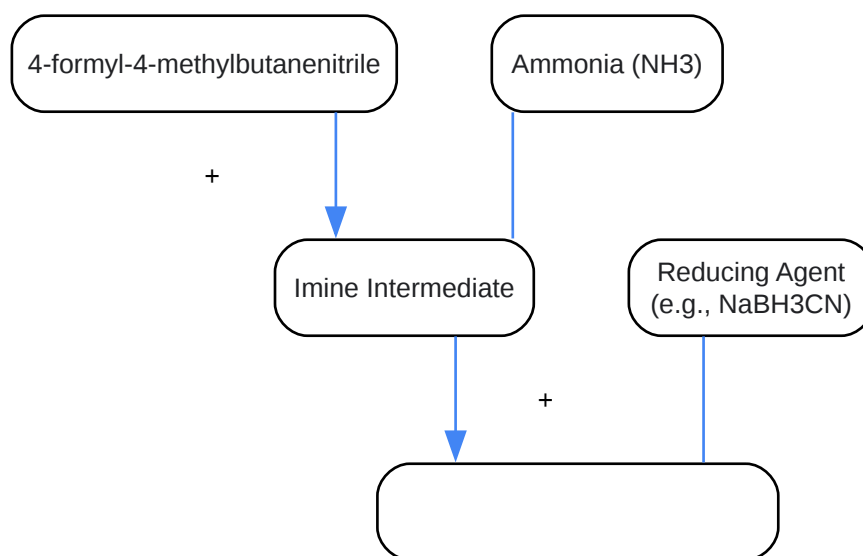 4-formyl-4-methylbutanenitrile
Ammonia (NH3)
+
Imine Intermediate
Reducing Agent
(e.g., NaBH3CN)
+